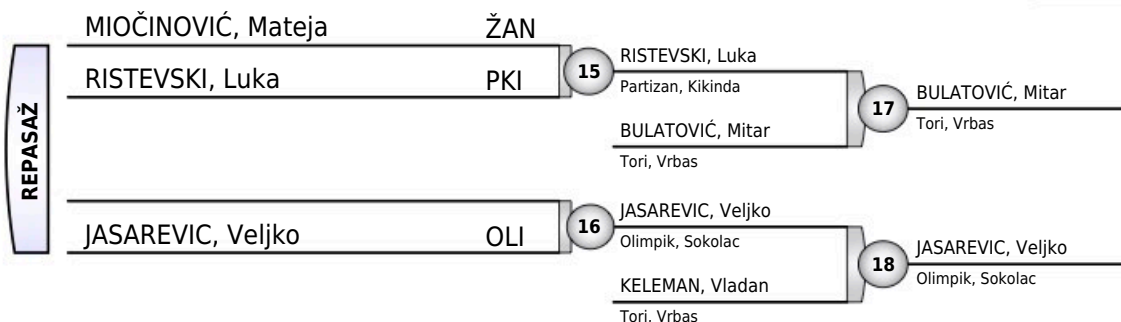 REPASAŽ
MIOČINOVIĆ, Mateja ŽAN
RISTEVSKI, Luka PKI
15
RISTEVSKI, Luka
Partizan, Kikinda
BULATOVIĆ, Mitar
Tori, Vrbas
17
BULATOVIĆ, Mitar
Tori, Vrbas
JASAREVIC, Veljko OLI
16
JASAREVIC, Veljko
Olimpik, Sokolac
KELEMAN, Vladan
Tori, Vrbas
18
JASAREVIC, Veljko
Olimpik, Sokolac